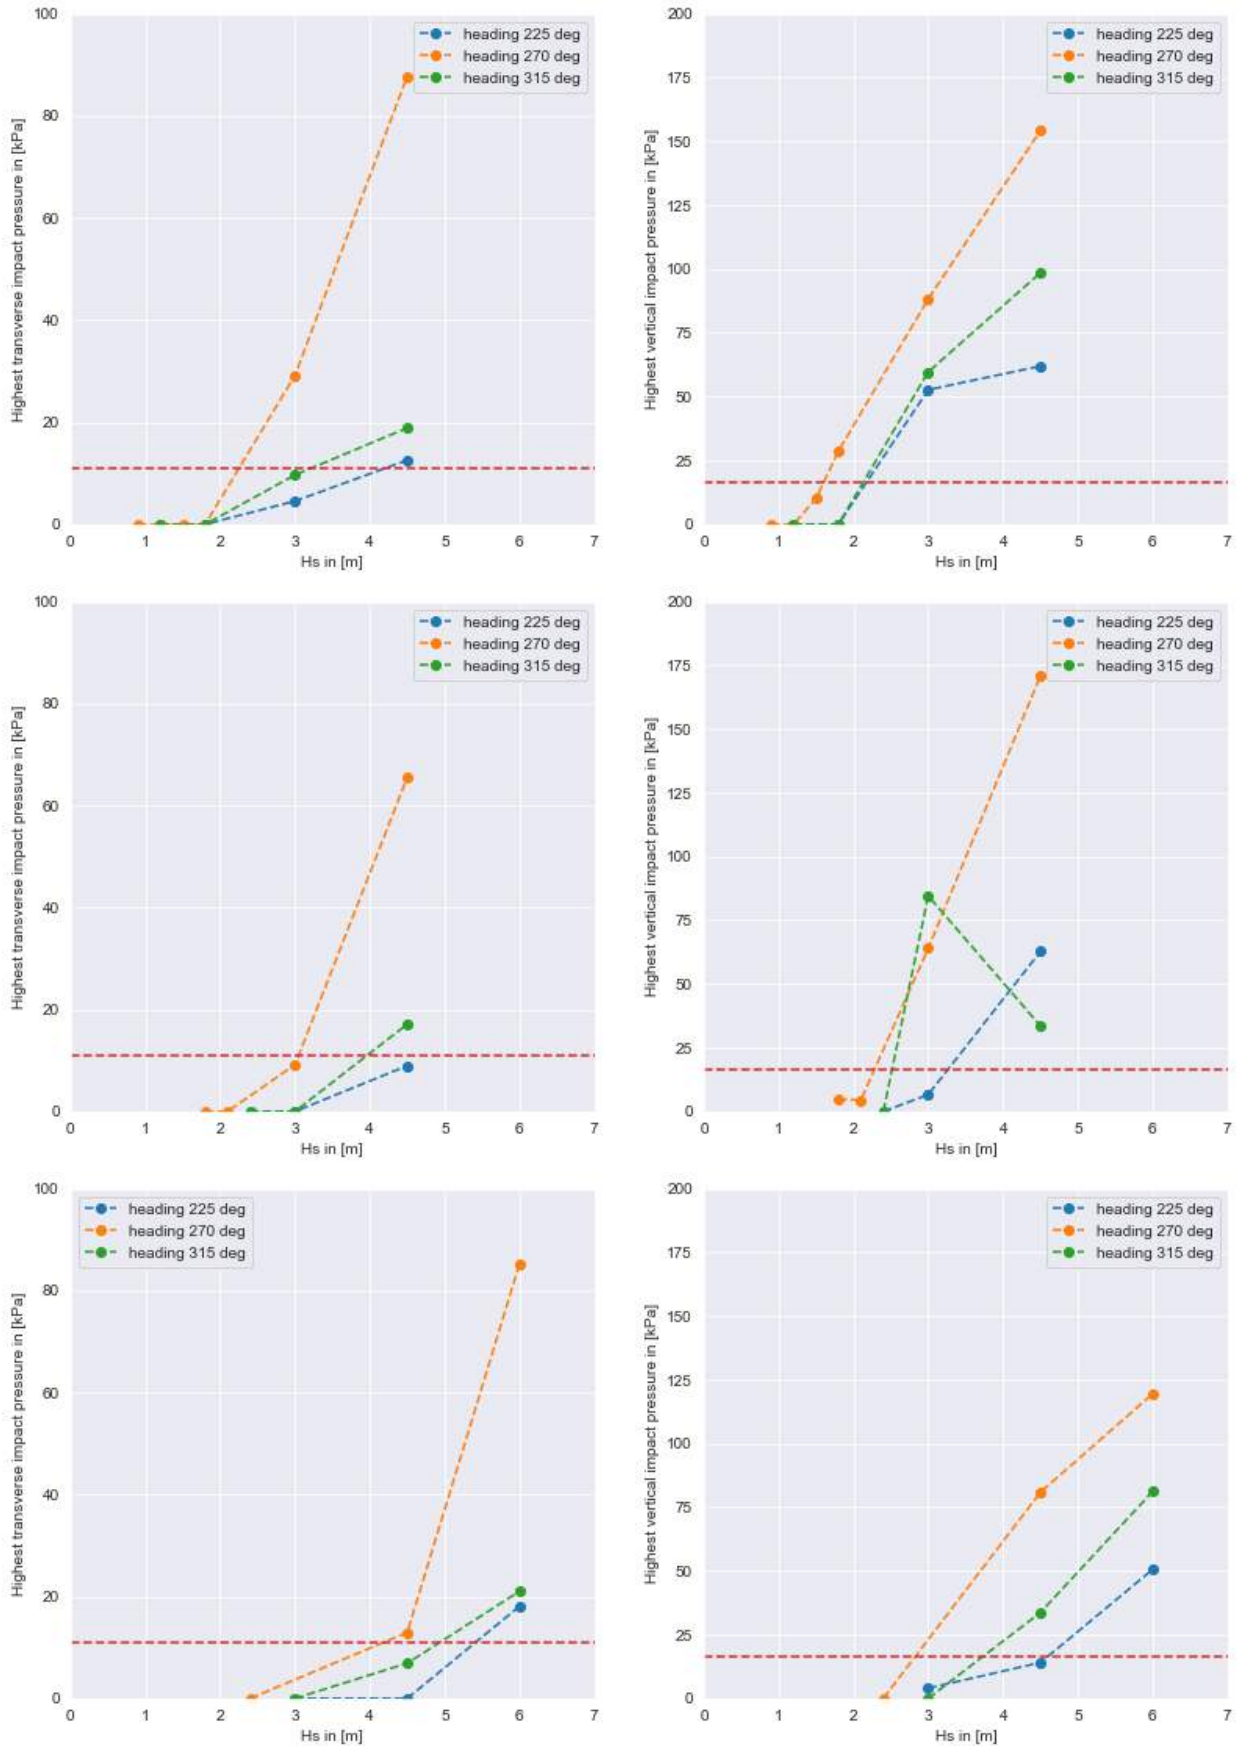 Highest transverse impact pressure in [kPa]
100
80
60
40
20
0
0 1 2 3 4 5 6 7
Hs in [m]
heading 225 deg
heading 270 deg
heading 315 deg
Highest vertical impact pressure in [kPa]
200
175
150
125
100
75
50
25
0
0 1 2 3 4 5 6 7
Hs in [m]
heading 225 deg
heading 270 deg
heading 315 deg
Highest transverse impact pressure in [kPa]
100
80
60
40
20
0
0 1 2 3 4 5 6 7
Hs in [m]
heading 225 deg
heading 270 deg
heading 315 deg
Highest vertical impact pressure in [kPa]
200
175
150
125
100
75
50
25
0
0 1 2 3 4 5 6 7
Hs in [m]
heading 225 deg
heading 270 deg
heading 315 deg
Highest transverse impact pressure in [kPa]
100
80
60
40
20
0
0 1 2 3 4 5 6 7
Hs in [m]
heading 225 deg
heading 270 deg
heading 315 deg
Highest vertical impact pressure in [kPa]
200
175
150
125
100
75
50
25
0
0 1 2 3 4 5 6 7
Hs in [m]
heading 225 deg
heading 270 deg
heading 315 deg